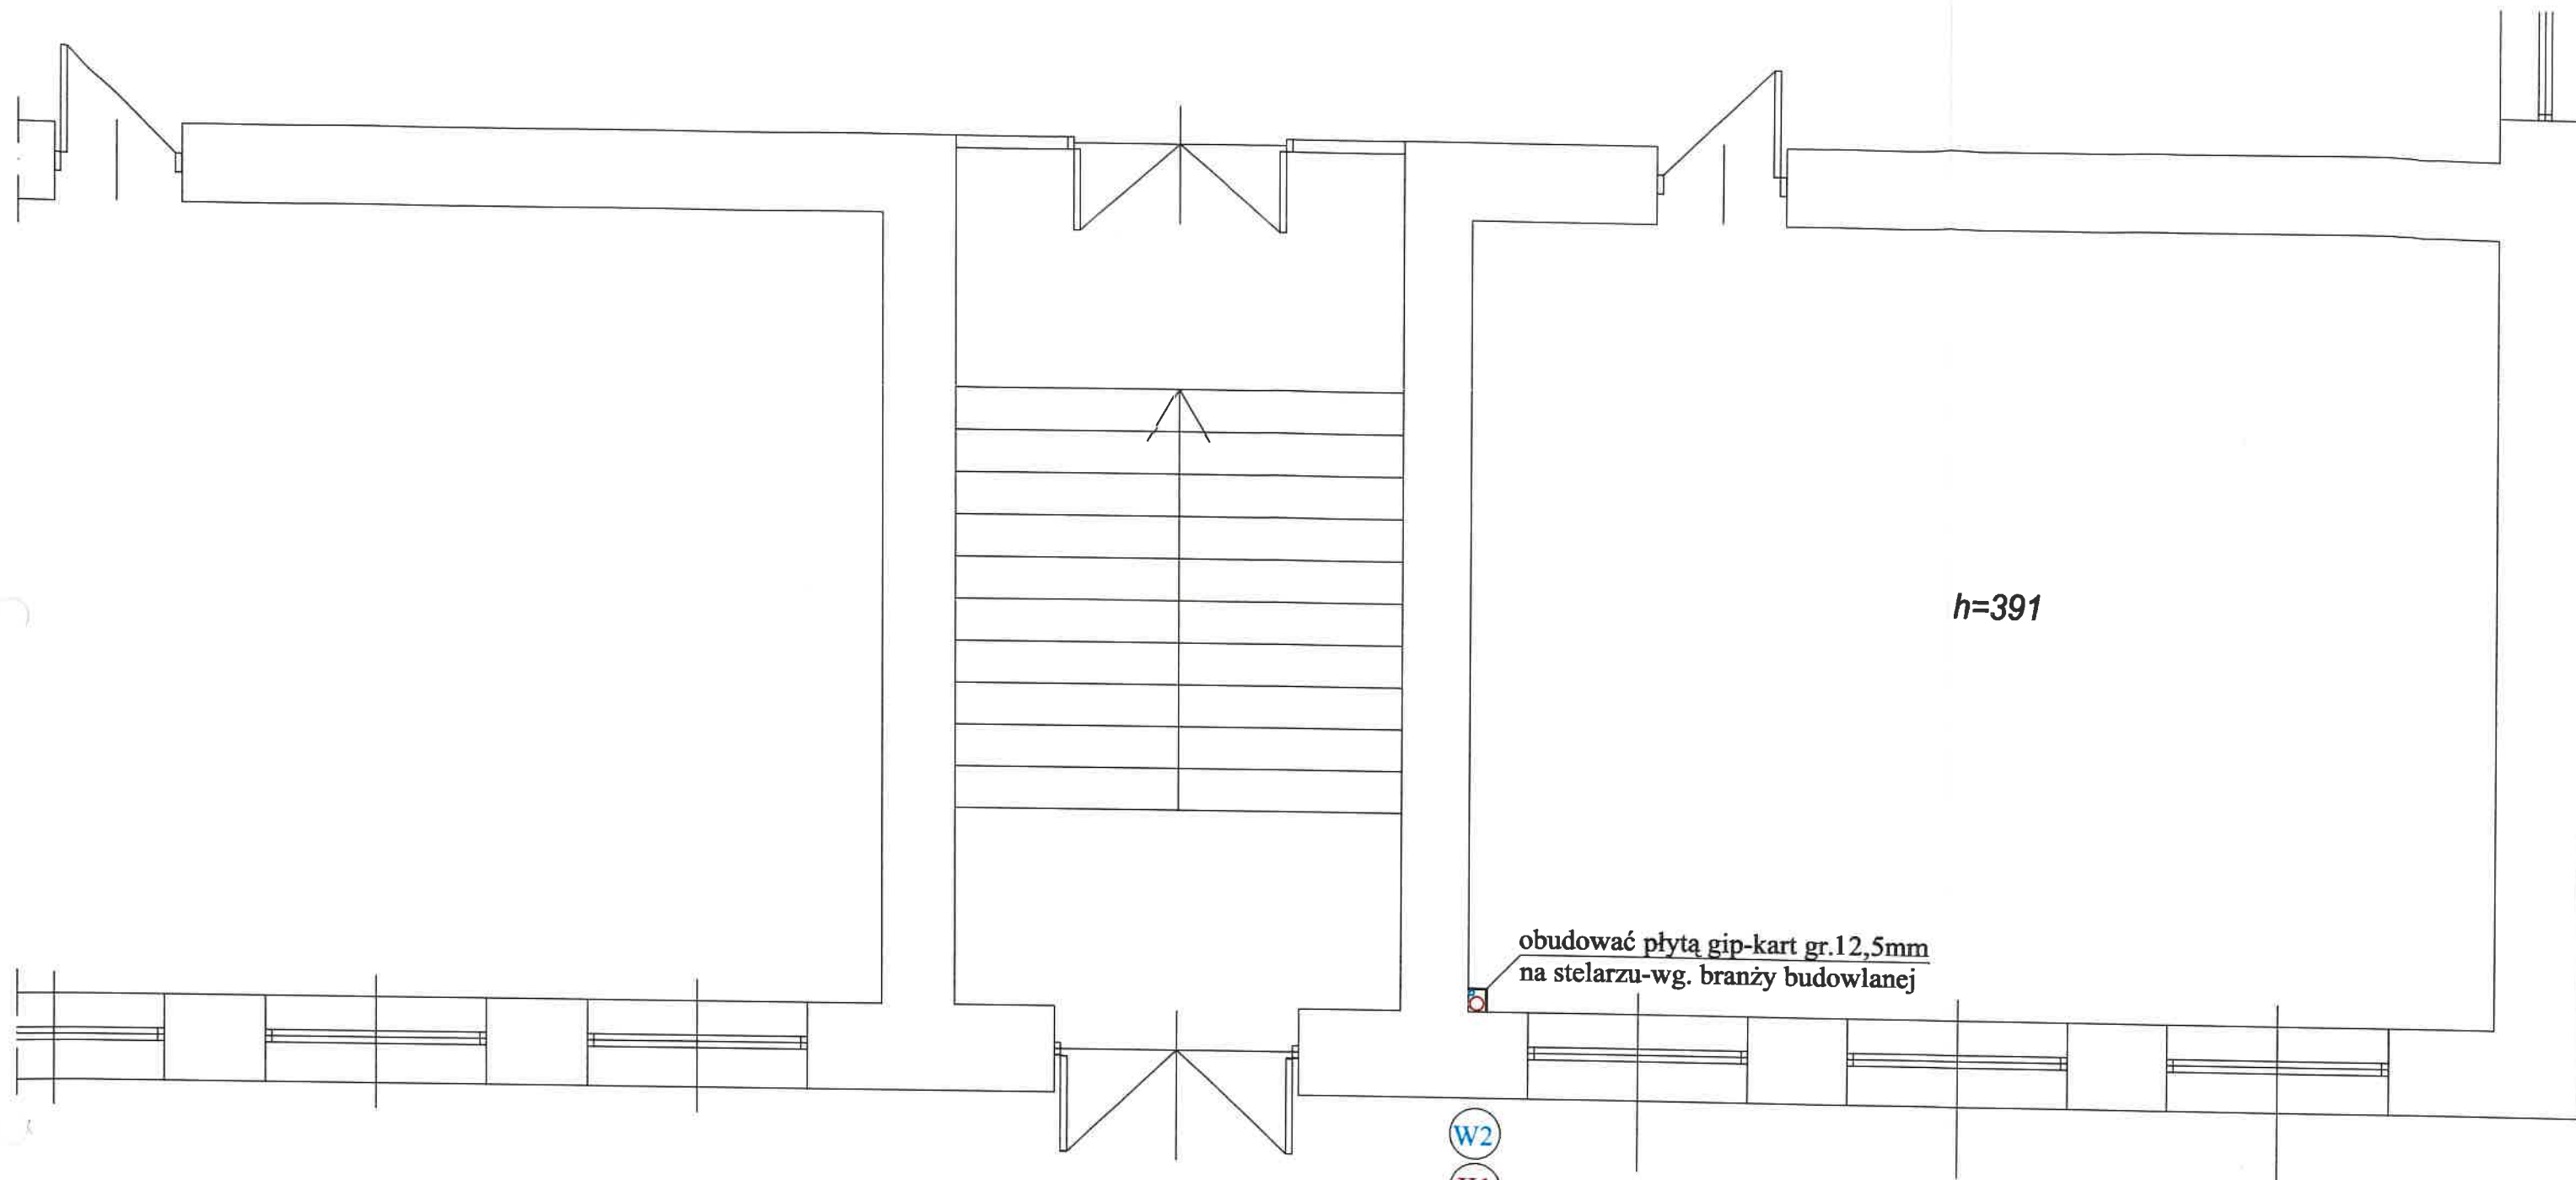 h=391
obudować płytą gip-kart gr.12,5mm
na stelarzu-wg. branży budowlanej
W2